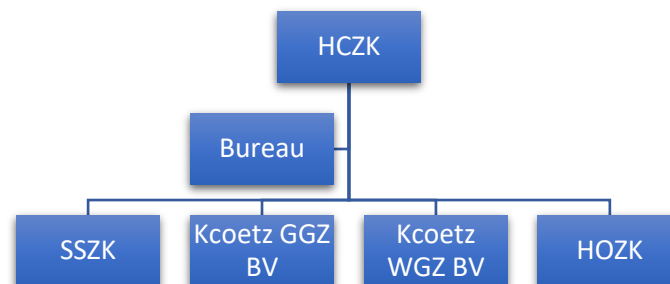 HCZK
Bureau
SSZK
Kcoetz GGZ
BV
Kcoetz
WGZ BV
HOZK